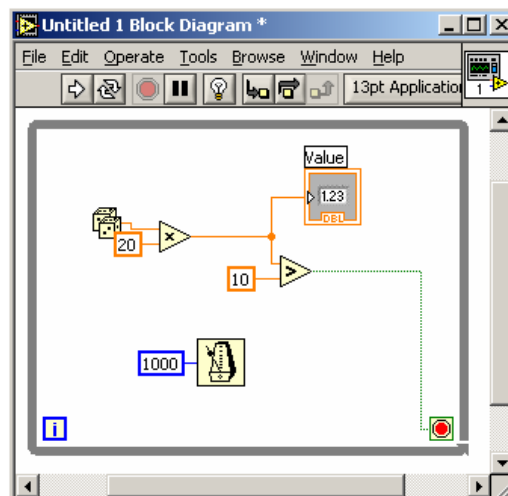 Untitled 1 Block Diagram *
File Edit Operate Tools Browse Window Help
13pt Application
1
Value
1.23
DBL
20
x
10
>
1000
i